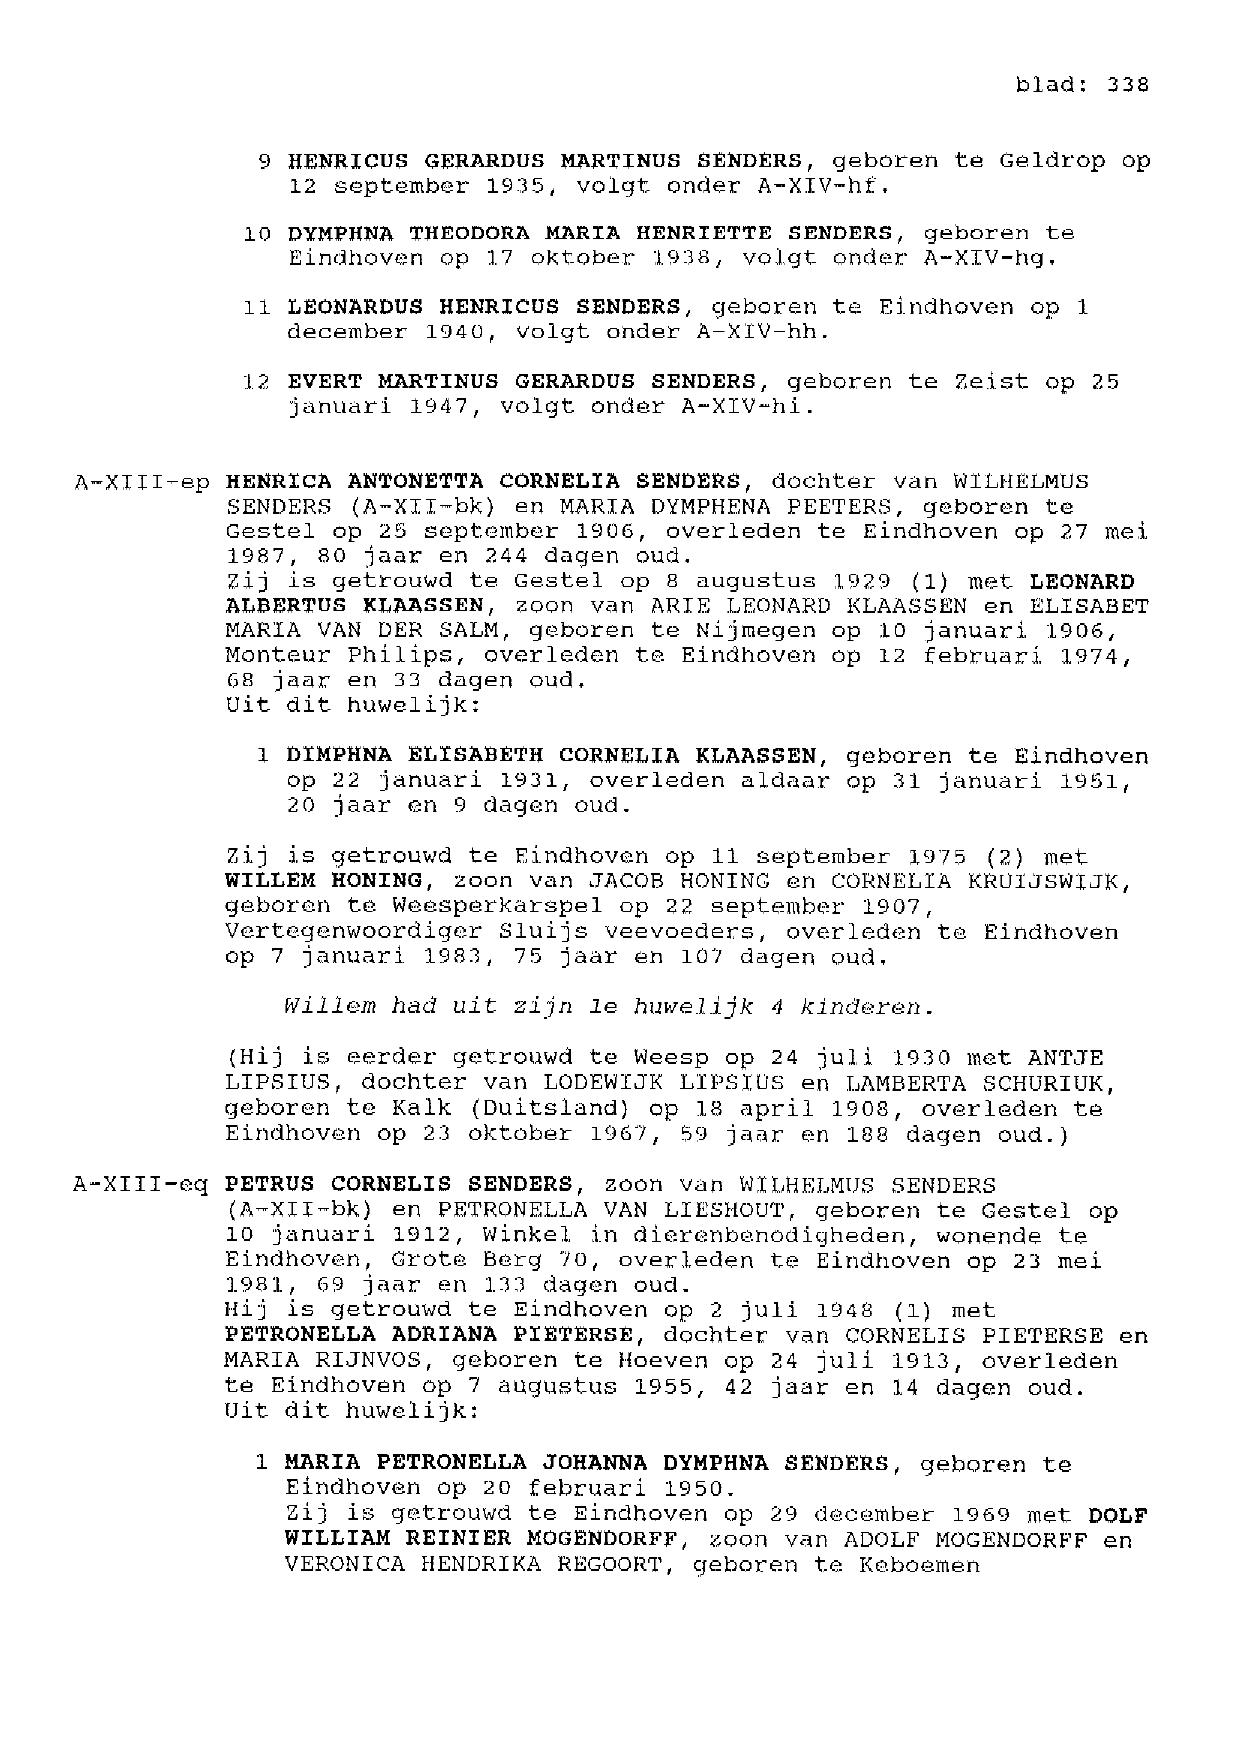 blad: 338
9 HENRICUS GERARDUS MARTINUS SENDERS, geboren te Geldrop op
12 september 1935, volgt onder A-XIV-hf.
10 DYMPHNA THEODORA MARIA HENRIETTE SENDERS, geboren te
Eindhoven op 17 oktober 1938, volgt onder A-XIV-hg.
11 LEONARDUS HENRICUS SENDERS, geboren te Eindhoven op 1
december 1940, volgt onder A-XIV-hh.
12 EVERT MARTINUS GERARDUS SENDERS, geboren te Zeist op 25
januari 1947, volgt onder A-XIV-hi.
A-XIII-ep HENRICA ANTONETTA CORNELIA SENDERS, dochter van WILHELMUS
SENDERS (A-XII-bk) en MARIA DYMPHENA PEETERS, geboren te
Gestel op 25 september 1906, overleden te Eindhoven op 27 mei
1987, 80 jaar en 244 dagen oud.
Zij is getrouwd te Gestel op 8 augustus 1929 (1) met LEONARD
ALBERTUS KLAASSEN, zoon van ARIE LEONARD KLAASSEN en ELISABET
MARIA VAN DER SALM, geboren te Nijmegen op 10 januari 1906,
Monteur Philips, overleden te Eindhoven op 12 februari 1974,
68 jaar en 33 dagen oud.
Uit dit huwelijk:
1 DIMPHNA ELISABETH CORNELIA KLAASSEN, geboren te Eindhoven
op 22 januari 1931, overleden aldaar op 31 januari 1951,
20 jaar en 9 dagen oud.
Zij is getrouwd te Eindhoven op 11 september 1975 (2) met
WILLEM HONING, zoon van JACOB HONING en CORNELIA KRUIJSWIJK,
geboren te Weesperkarspel op 22 september 1907,
Vertegenwoordiger Sluijs veevoeders, overleden te Eindhoven
op 7 januari 1983, 75 jaar en 107 dagen oud.
Willem had uit zijn 1e huwelijk 4 kinderen.
(Hij is eerder getrouwd te Weesp op 24 juli 1930 met ANTJE
LIPSIUS, dochter van LODEWIJK LIPSIUS en LAMBERTA SCHURIUK,
geboren te Kalk (Duitsland) op 18 april 1908, overleden te
Eindhoven op 23 oktober 1967, 59 jaar en 188 dagen oud.)
A-XIII-eq PETRUS CORNELIS SENDERS, zoon van WILHELMUS SENDERS
(A-XII-bk) en PETRONELLA VAN LIESHOUT, geboren te Gestel op
10 januari 1912, Winkel in dierenbenodigheden, wonende te
Eindhoven, Grote Berg 70, overleden te Eindhoven op 23 mei
1981, 69 jaar en 133 dagen oud.
Hij is getrouwd te Eindhoven op 2 juli 1948 (1) met
PETRONELLA ADRIANA PIETERSE, dochter van CORNELIS PIETERSE en
MARIA RIJNVOS, geboren te Hoeven op 24 juli 1913, overleden
te Eindhoven op 7 augustus 1955, 42 jaar en 14 dagen oud.
Uit dit huwelijk:
1 MARIA PETRONELLA JOHANNA DYMPHNA SENDERS, geboren te
Eindhoven op 20 februari 1950.
Zij is getrouwd te Eindhoven op 29 december 1969 met DOLF
WILLIAM REINIER MOGENDORFF, zoon van ADOLF MOGENDORFF en
VERONICA HENDRIKA REGOORT, geboren te Keboemen